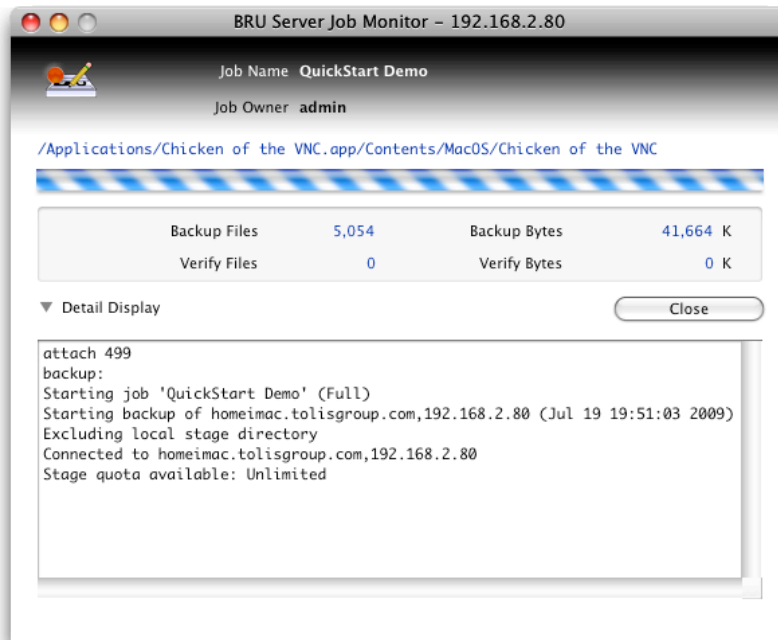 BRU Server Job Monitor – 192.168.2.80
Job Name QuickStart Demo
Job Owner admin
/Applications/Chicken of the VNC.app/Contents/MacOS/Chicken of the VNC
Backup Files 5,054 Backup Bytes 41,664 K
Verify Files 0 Verify Bytes 0 K
Detail Display Close
attach 499
backup:
Starting job 'QuickStart Demo' (Full)
Starting backup of homeimac.tolisgroup.com,192.168.2.80 (Jul 19 19:51:03 2009)
Excluding local stage directory
Connected to homeimac.tolisgroup.com,192.168.2.80
Stage quota available: Unlimited